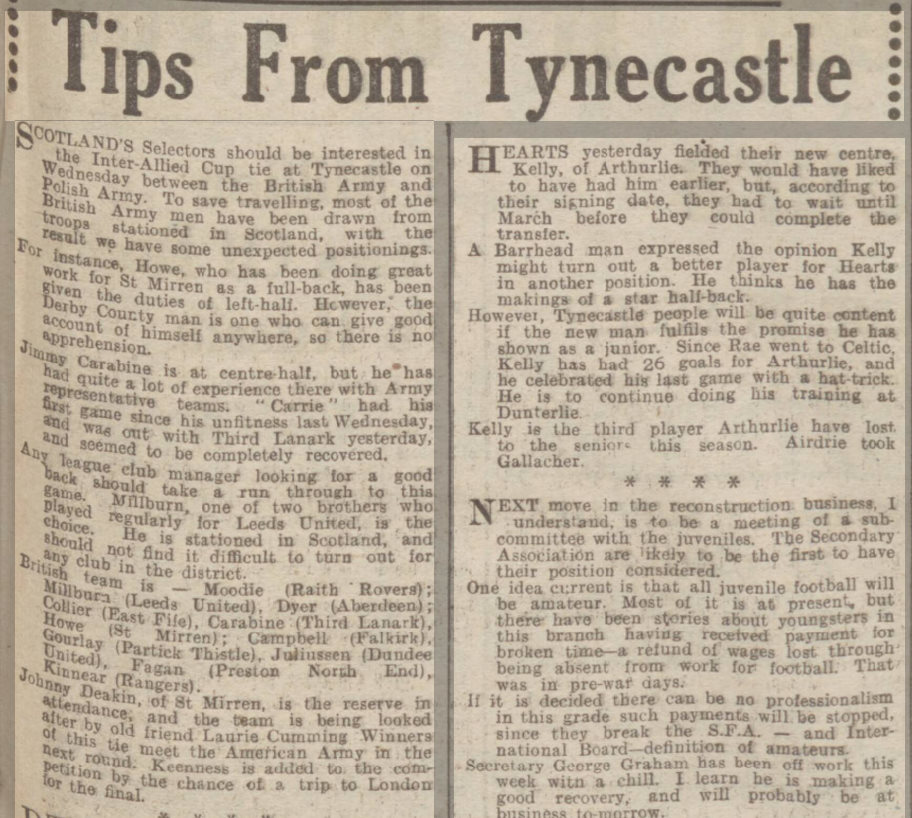 Tips From Tynecastle
SCOTLAND'S Selectors should be interested in
the Inter-Allied Cup tie at Tynecastle on
Wednesday between the British Army and
Polish Army. To save travelling, most of the
British Army men have been drawn from
troops stationed in Scotland, with the
result we have some unexpected positionings.
For instance, Howe, who has been doing great
work for St Mirren as a full-back, has been
given the duties of left-half. However, the
Derby County man is one who can give good
account of himself anywhere, so there is no
apprehension.
Jimmy Carabine is at centre-half, but he has
had quite a lot of experience there with Army
representative teams. "Carrie" had his
first game since his unfitness last Wednesday,
and was out with Third Lanark yesterday,
and seemed to be completely recovered.
Any league club manager looking for a good
back should take a run through to this
game. Millburn, one of two brothers who
played regularly for Leeds United, is the
choice. He is stationed in Scotland, and
should not find it difficult to turn out for
any club in the district.
British team is — Moodie (Raith Rovers);
Millburn (Leeds United), Dyer (Aberdeen);
Collier (East Fife), Carabine (Third Lanark),
Howe (St Mirren); Campbell (Falkirk),
Gourlay (Partick Thistle), Juliussen (Dundee
United), Fagan (Preston North End),
Kinnear (Rangers).
Johnny Deakin, of St Mirren, is the reserve in
attendance, and the team is being looked
after by old friend Laurie Cumming Winners
of this tie meet the American Army in the
next round. Keenness is added to the com-
petition by the chance of a trip to London
for the final.
* * * *
HEARTS yesterday fielded their new centre,
Kelly, of Arthurlie. They would have liked
to have had him earlier, but, according to
their signing date, they had to wait until
March before they could complete the
transfer.
A Barrhead man expressed the opinion Kelly
might turn out a better player for Hearts
in another position. He thinks he has the
makings of a star half-back.
However, Tynecastle people will be quite content
if the new man fulfils the promise he has
shown as a junior. Since Rae went to Celtic,
Kelly has had 26 goals for Arthurlie, and
he celebrated his last game with a hat-trick.
He is to continue doing his training at
Dunterlie.
Kelly is the third player Arthurlie have lost
to the seniors this season. Airdrie took
Gallacher.
* * * *
NEXT move in the reconstruction business, I
understand, is to be a meeting of a sub-
committee with the juveniles. The Secondary
Association are likely to be the first to have
their position considered.
One idea current is that all juvenile football will
be amateur. Most of it is at present, but
there have been stories about youngsters in
this branch having received payment for
broken time—a refund of wages lost through
being absent from work for football. That
was in pre-war days.
If it is decided there can be no professionalism
in this grade such payments will be stopped,
since they break the S.F.A. — and Inter-
national Board—definition of amateurs.
Secretary George Graham has been off work this
week with a chill. I learn he is making a
good recovery, and will probably be at
business to-morrow.